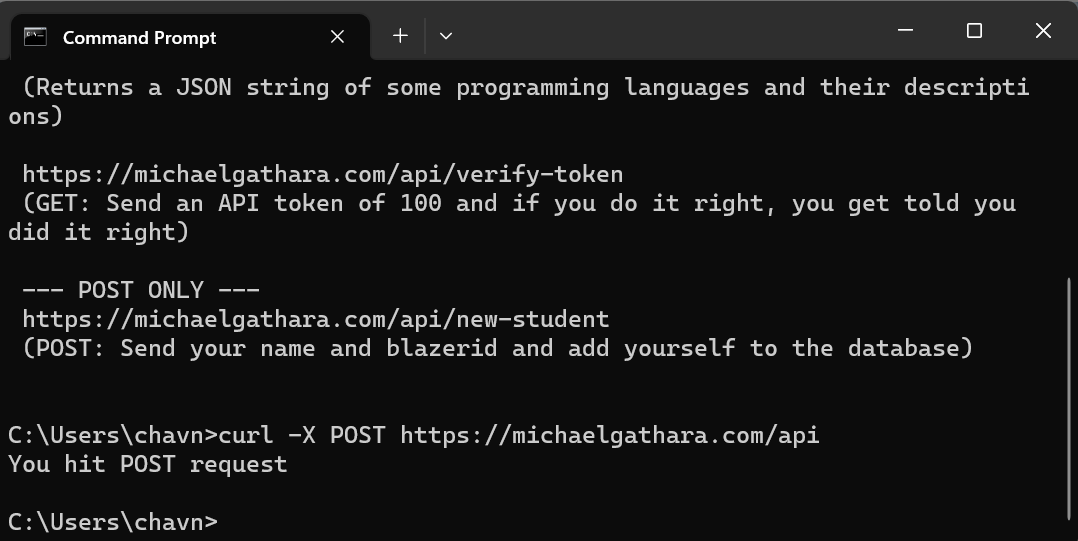 Command Prompt
(Returns a JSON string of some programming languages and their descripti
ons)
https://michaelgathara.com/api/verify-token
(GET: Send an API token of 100 and if you do it right, you get told you
did it right)
--- POST ONLY ---
https://michaelgathara.com/api/new-student
(POST: Send your name and blazerid and add yourself to the database)
C:\Users\chavn>curl -X POST https://michaelgathara.com/api
You hit POST request
C:\Users\chavn>